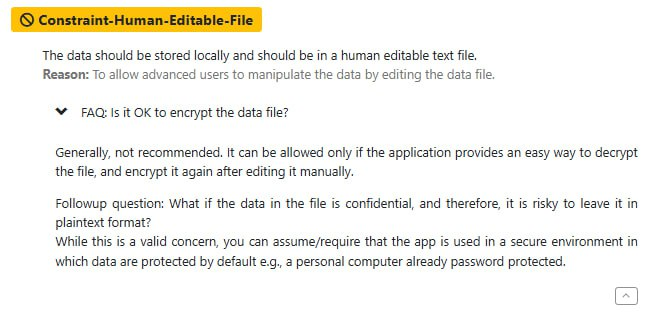 Constraint-Human-Editable-File
The data should be stored locally and should be in a human editable text file.
Reason: To allow advanced users to manipulate the data by editing the data file.
FAQ: Is it OK to encrypt the data file?
Generally, not recommended. It can be allowed only if the application provides an easy way to decrypt
the file, and encrypt it again after editing it manually.
Followup question: What if the data in the file is confidential, and therefore, it is risky to leave it in
plaintext format?
While this is a valid concern, you can assume/require that the app is used in a secure environment in
which data are protected by default e.g., a personal computer already password protected.